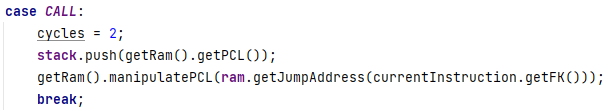 case CALL:
cycles = 2;
stack.push(getRam().getPCL());
getRam().manipulatePCL(ram.getJumpAddress(currentInstruction.getFK()));
break;